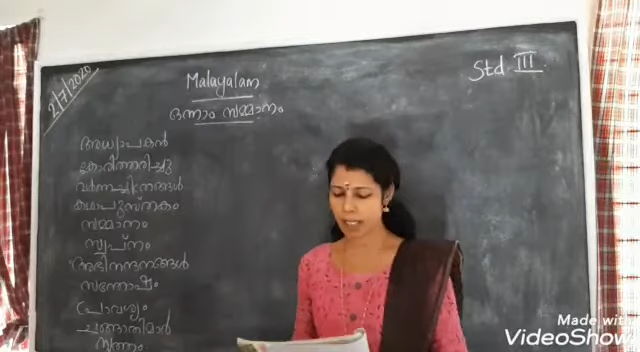 2/7/2020
Malayalam
Std III
ഒന്നാം സമ്മാനം
അധ്യാപകൻ
കോരിത്തരിച്ചു
വർണ്ണചിത്രങ്ങൾ
കഥാപുസ്തകം
സമ്മാനം
സ്വപ്നം
അഭിനന്ദനങ്ങൾ
സന്തോഷം
പ്രാവശ്യം
ചങ്ങാതിമാർ
നൃത്തം
Made with
VideoShow